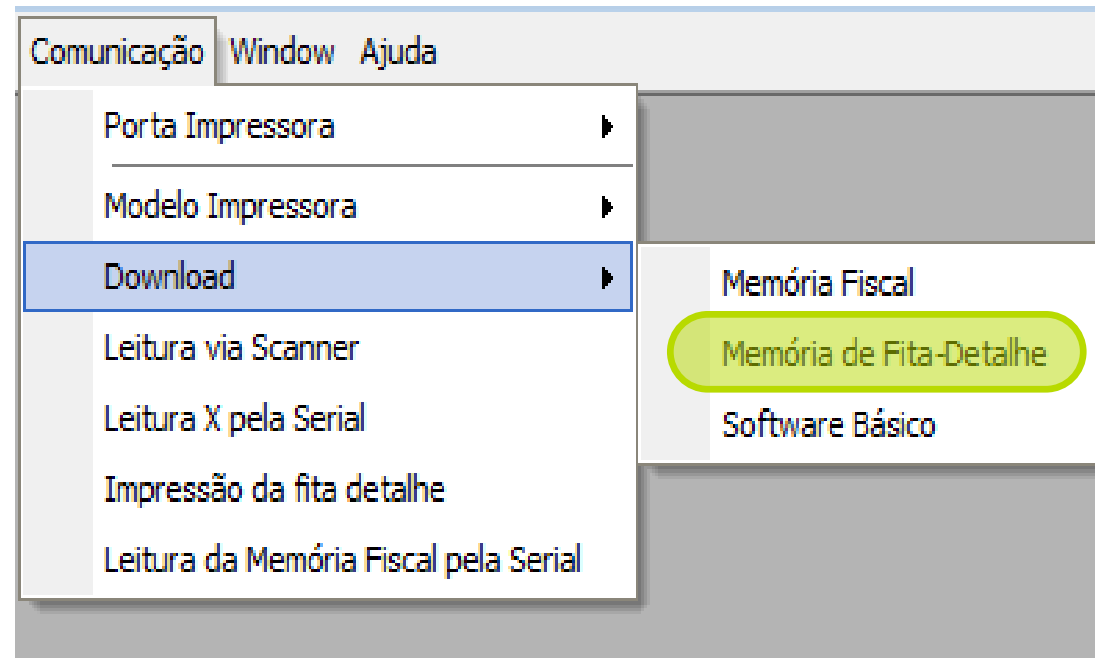 Comunicação Window Ajuda
Porta Impressora
Modelo Impressora
Download
Leitura via Scanner
Leitura X pela Serial
Impressão da fita detalhe
Leitura da Memória Fiscal pela Serial
Memória Fiscal
Memória de Fita-Detalhe
Software Básico